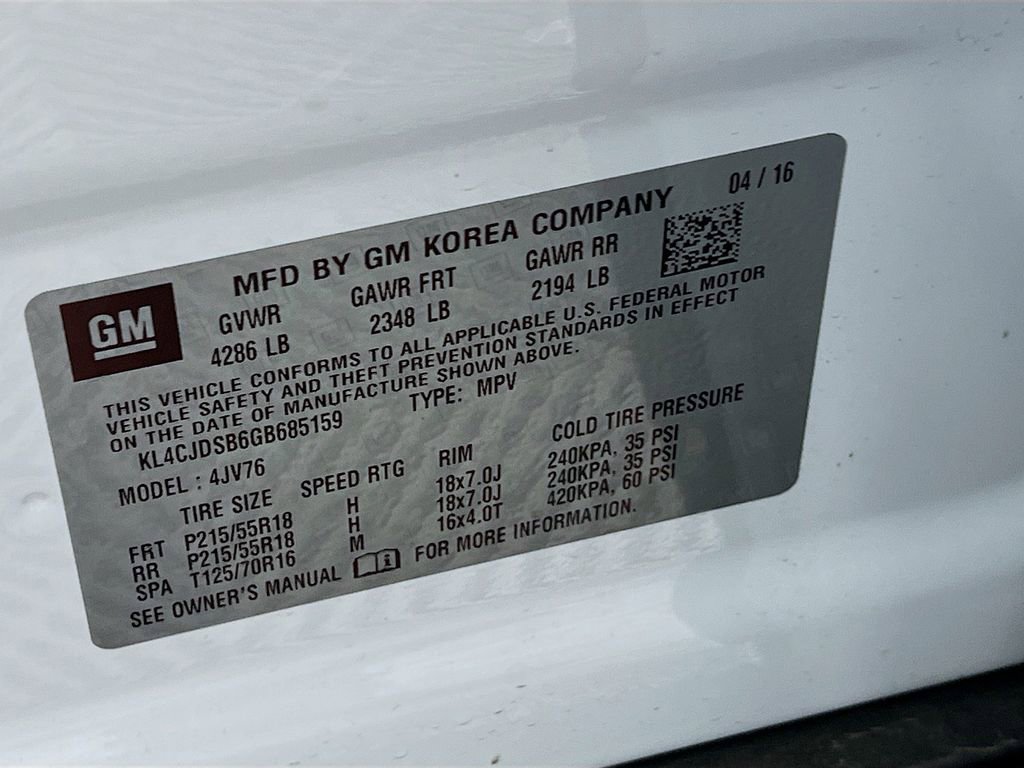 GM
MFD BY GM KOREA COMPANY 04 / 16
GVWR GAWR FRT GAWR RR
4286 LB 2348 LB 2194 LB
THIS VEHICLE CONFORMS TO ALL APPLICABLE U.S. FEDERAL MOTOR
VEHICLE SAFETY AND THEFT PREVENTION STANDARDS IN EFFECT
ON THE DATE OF MANUFACTURE SHOWN ABOVE.
KL4CJDSB6GB685159 TYPE: MPV
MODEL : 4JV76
TIRE SIZE SPEED RTG RIM COLD TIRE PRESSURE
FRT P215/55R18 H 18x7.0J 240KPA, 35 PSI
RR P215/55R18 H 18x7.0J 240KPA, 35 PSI
SPA T125/70R16 M 16x4.0T 420KPA, 60 PSI
SEE OWNER'S MANUAL i FOR MORE INFORMATION.